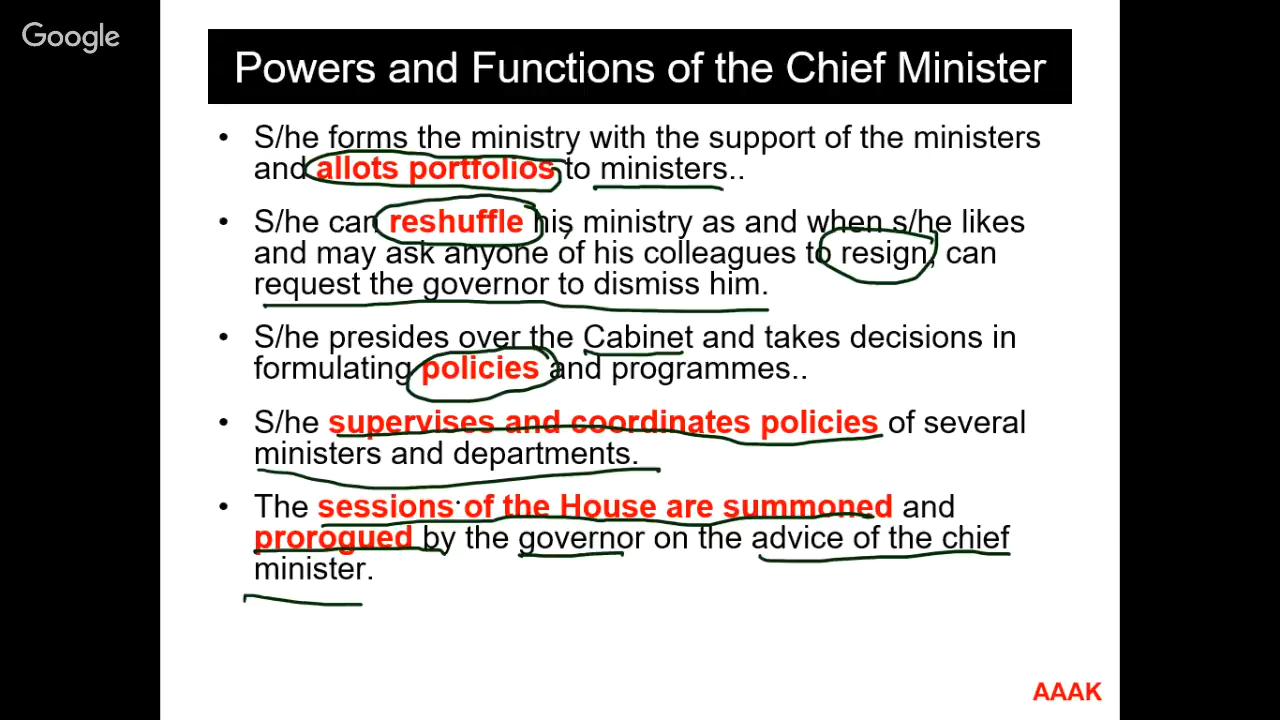 Google
Powers and Functions of the Chief Minister
• S/he forms the ministry with the support of the ministers
and allots portfolios to ministers..
• S/he can reshuffle his ministry as and when s/he likes
and may ask anyone of his colleagues to resign, can
request the governor to dismiss him.
• S/he presides over the Cabinet and takes decisions in
formulating policies and programmes..
• S/he supervises and coordinates policies of several
ministers and departments.
• The sessions of the House are summoned and
prorogued by the governor on the advice of the chief
minister.
AAAK